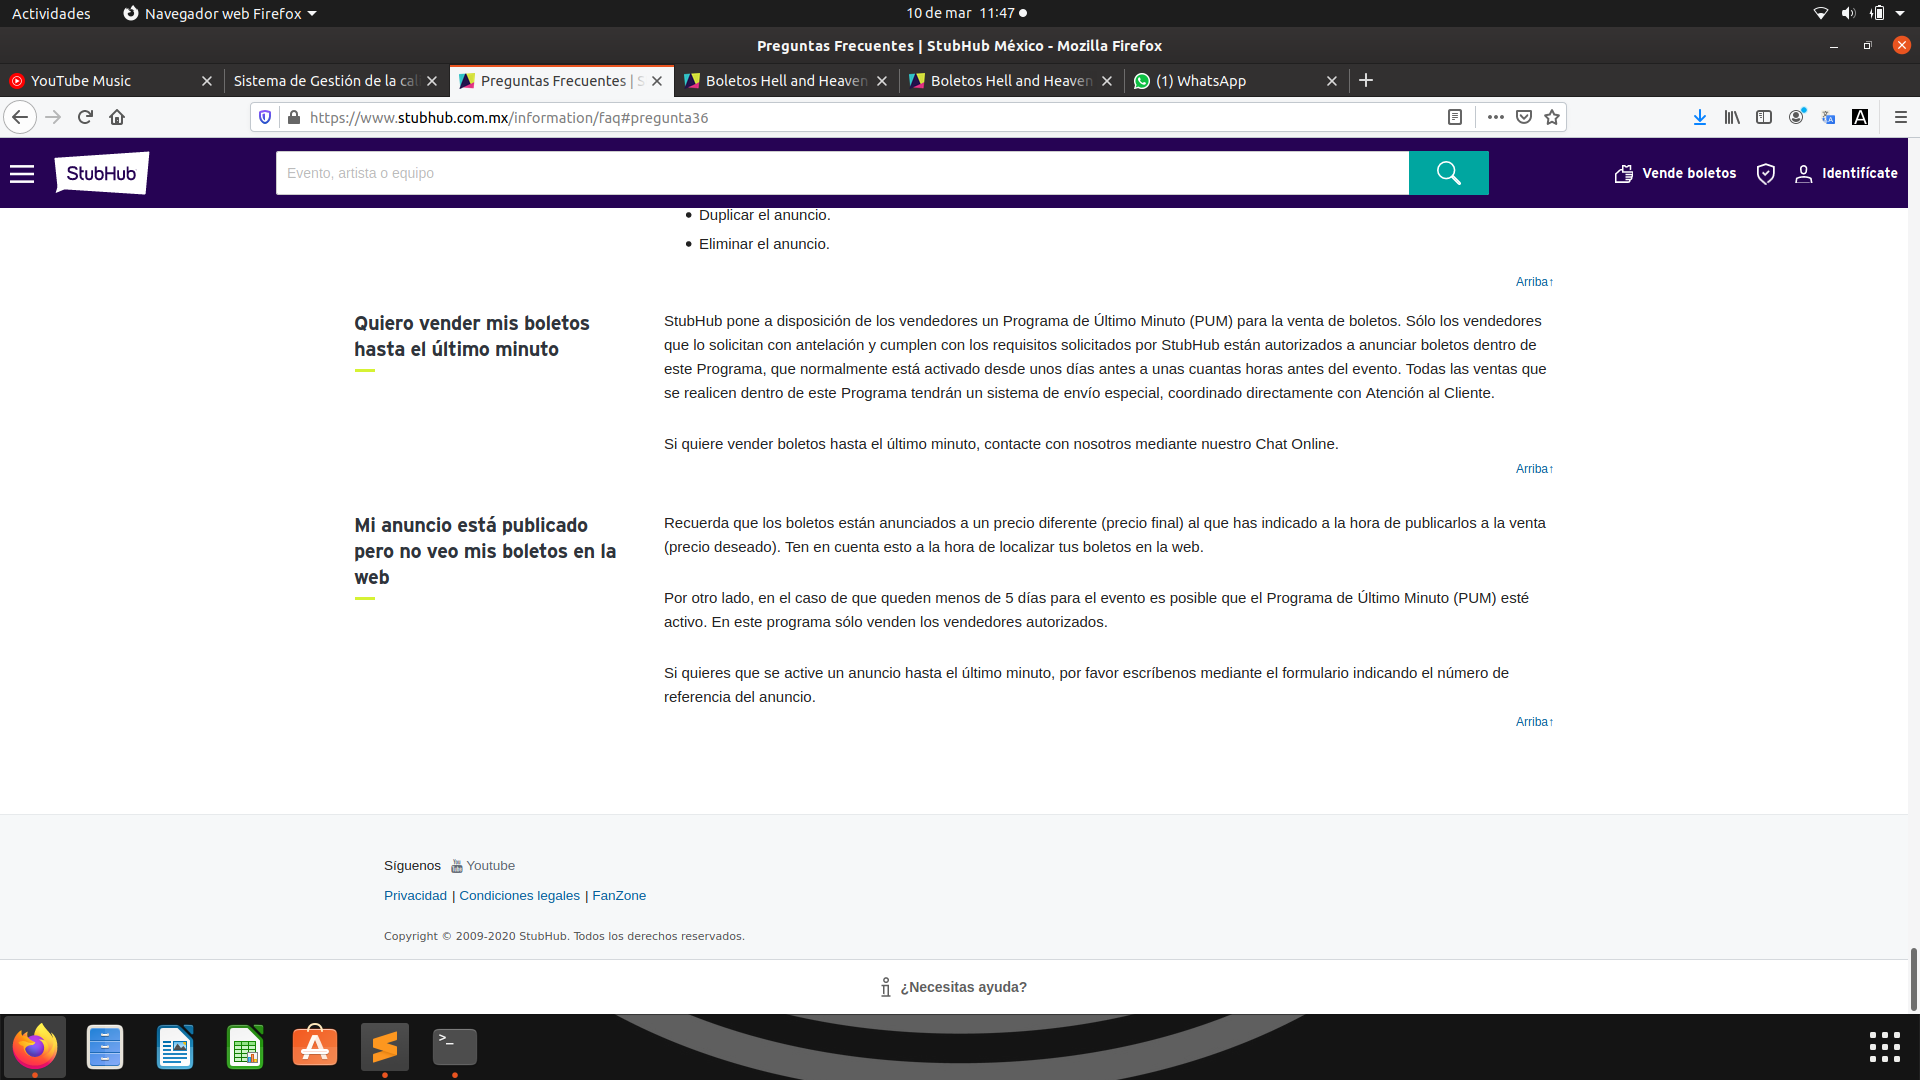 Actividades
Navegador web Firefox
10 de mar 11:47
Preguntas Frecuentes | StubHub México - Mozilla Firefox
YouTube Music
Sistema de Gestión de la cal
Preguntas Frecuentes | S
Boletos Hell and Heaven
Boletos Hell and Heaven
(1) WhatsApp
https://www.stubhub.com.mx/information/faq#pregunta36
StubHub
Evento, artista o equipo
Vende boletos
Identifícate
Duplicar el anuncio.
Eliminar el anuncio.
Arriba↑
Quiero vender mis boletos
hasta el último minuto
StubHub pone a disposición de los vendedores un Programa de Último Minuto (PUM) para la venta de boletos. Sólo los vendedores
que lo solicitan con antelación y cumplen con los requisitos solicitados por StubHub están autorizados a anunciar boletos dentro de
este Programa, que normalmente está activado desde unos días antes a unas cuantas horas antes del evento. Todas las ventas que
se realicen dentro de este Programa tendrán un sistema de envío especial, coordinado directamente con Atención al Cliente.
Si quiere vender boletos hasta el último minuto, contacte con nosotros mediante nuestro Chat Online.
Arriba↑
Mi anuncio está publicado
pero no veo mis boletos en la
web
Recuerda que los boletos están anunciados a un precio diferente (precio final) al que has indicado a la hora de publicarlos a la venta
(precio deseado). Ten en cuenta esto a la hora de localizar tus boletos en la web.
Por otro lado, en el caso de que queden menos de 5 días para el evento es posible que el Programa de Último Minuto (PUM) esté
activo. En este programa sólo venden los vendedores autorizados.
Si quieres que se active un anuncio hasta el último minuto, por favor escríbenos mediante el formulario indicando el número de
referencia del anuncio.
Arriba↑
Síguenos Youtube
Privacidad | Condiciones legales | FanZone
Copyright © 2009-2020 StubHub. Todos los derechos reservados.
¿Necesitas ayuda?